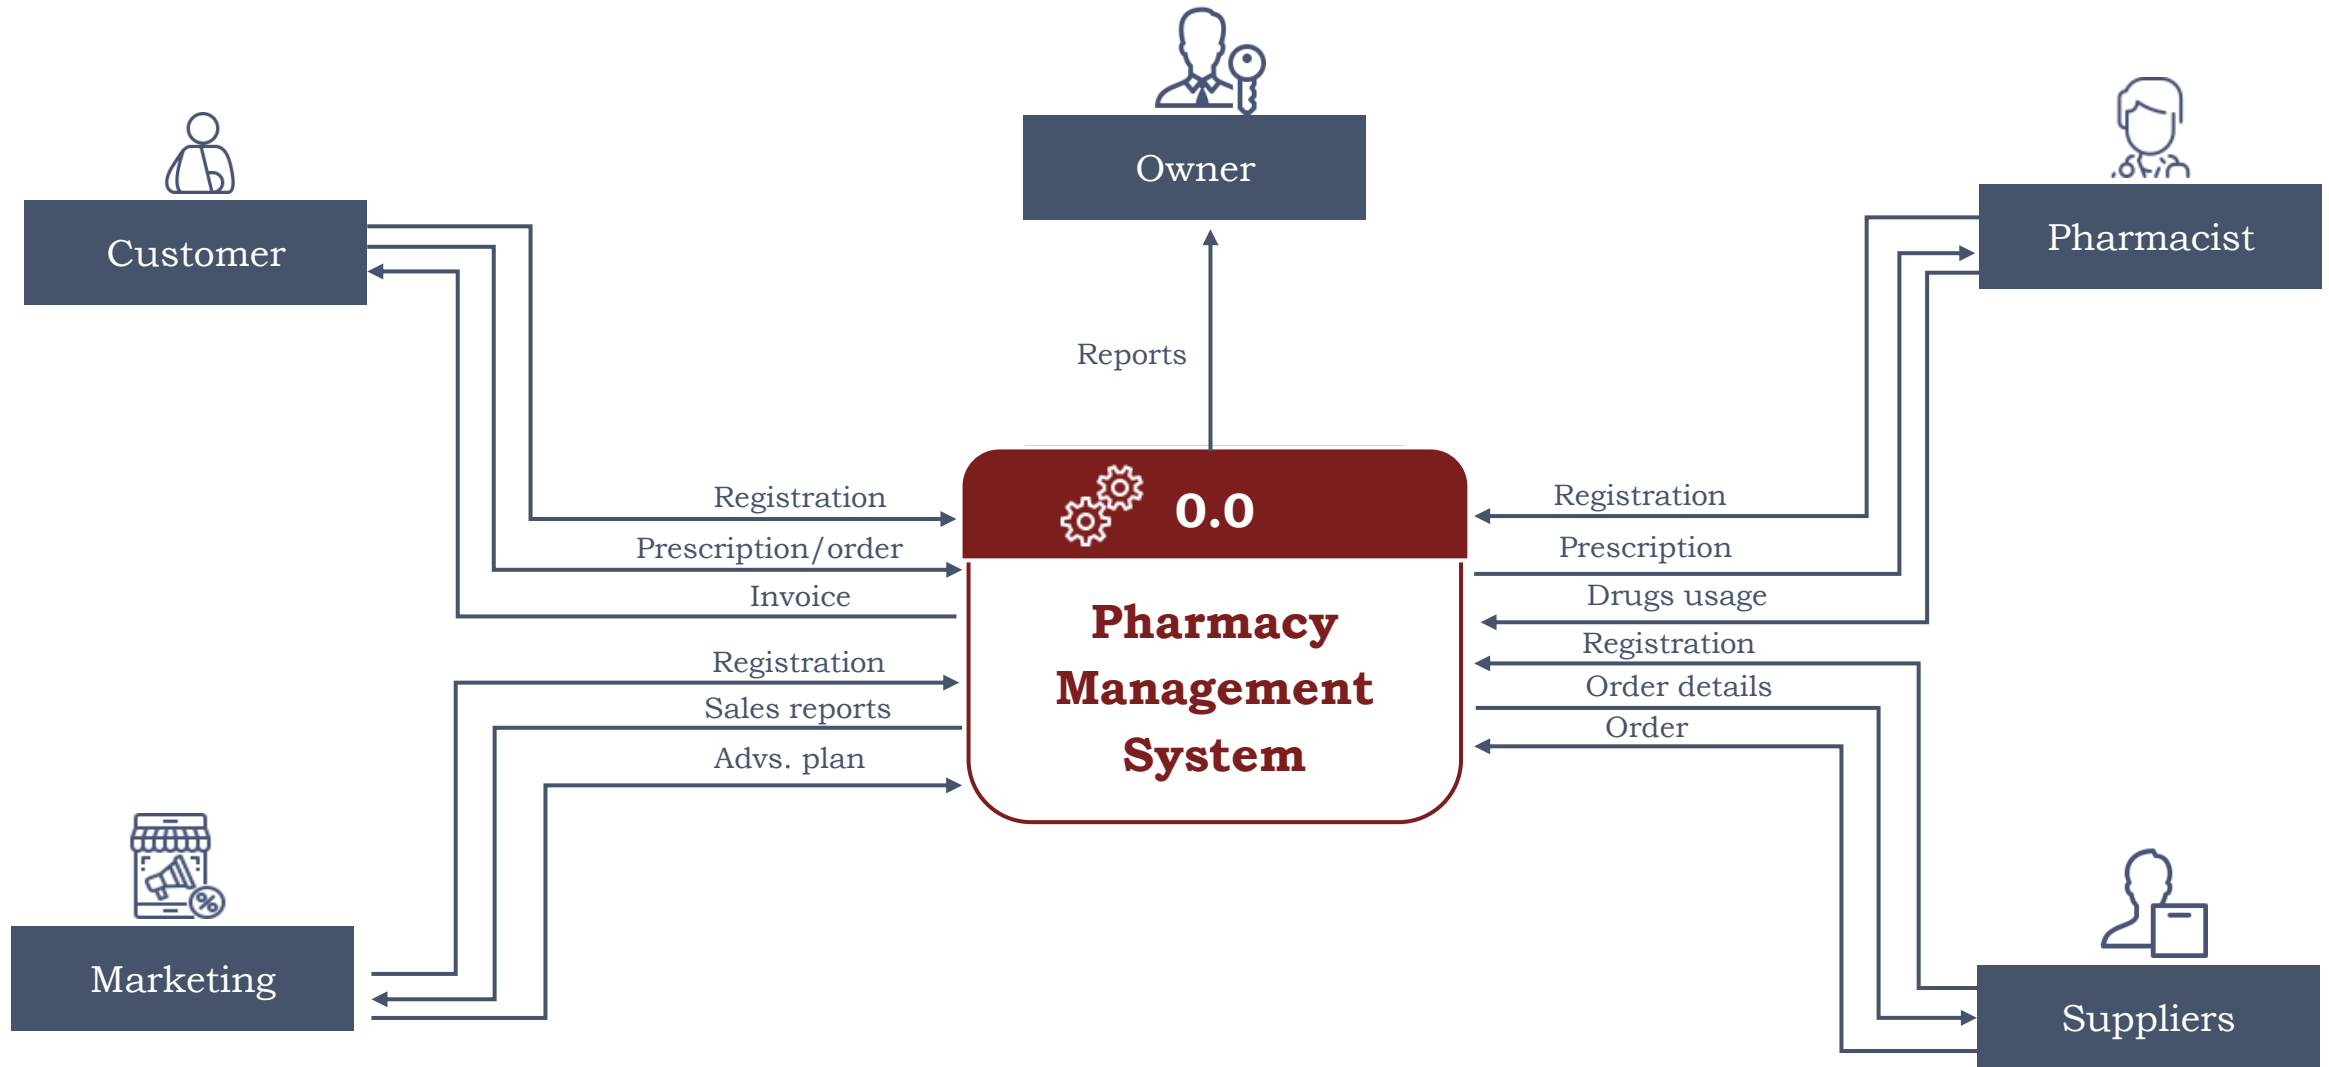 Owner
Customer
Pharmacist
Reports
Registration
Prescription/order
Invoice
Registration
Sales reports
Advs. plan
0.0
Pharmacy
Management
System
Registration
Prescription
Drugs usage
Registration
Order details
Order
%
Marketing
Suppliers